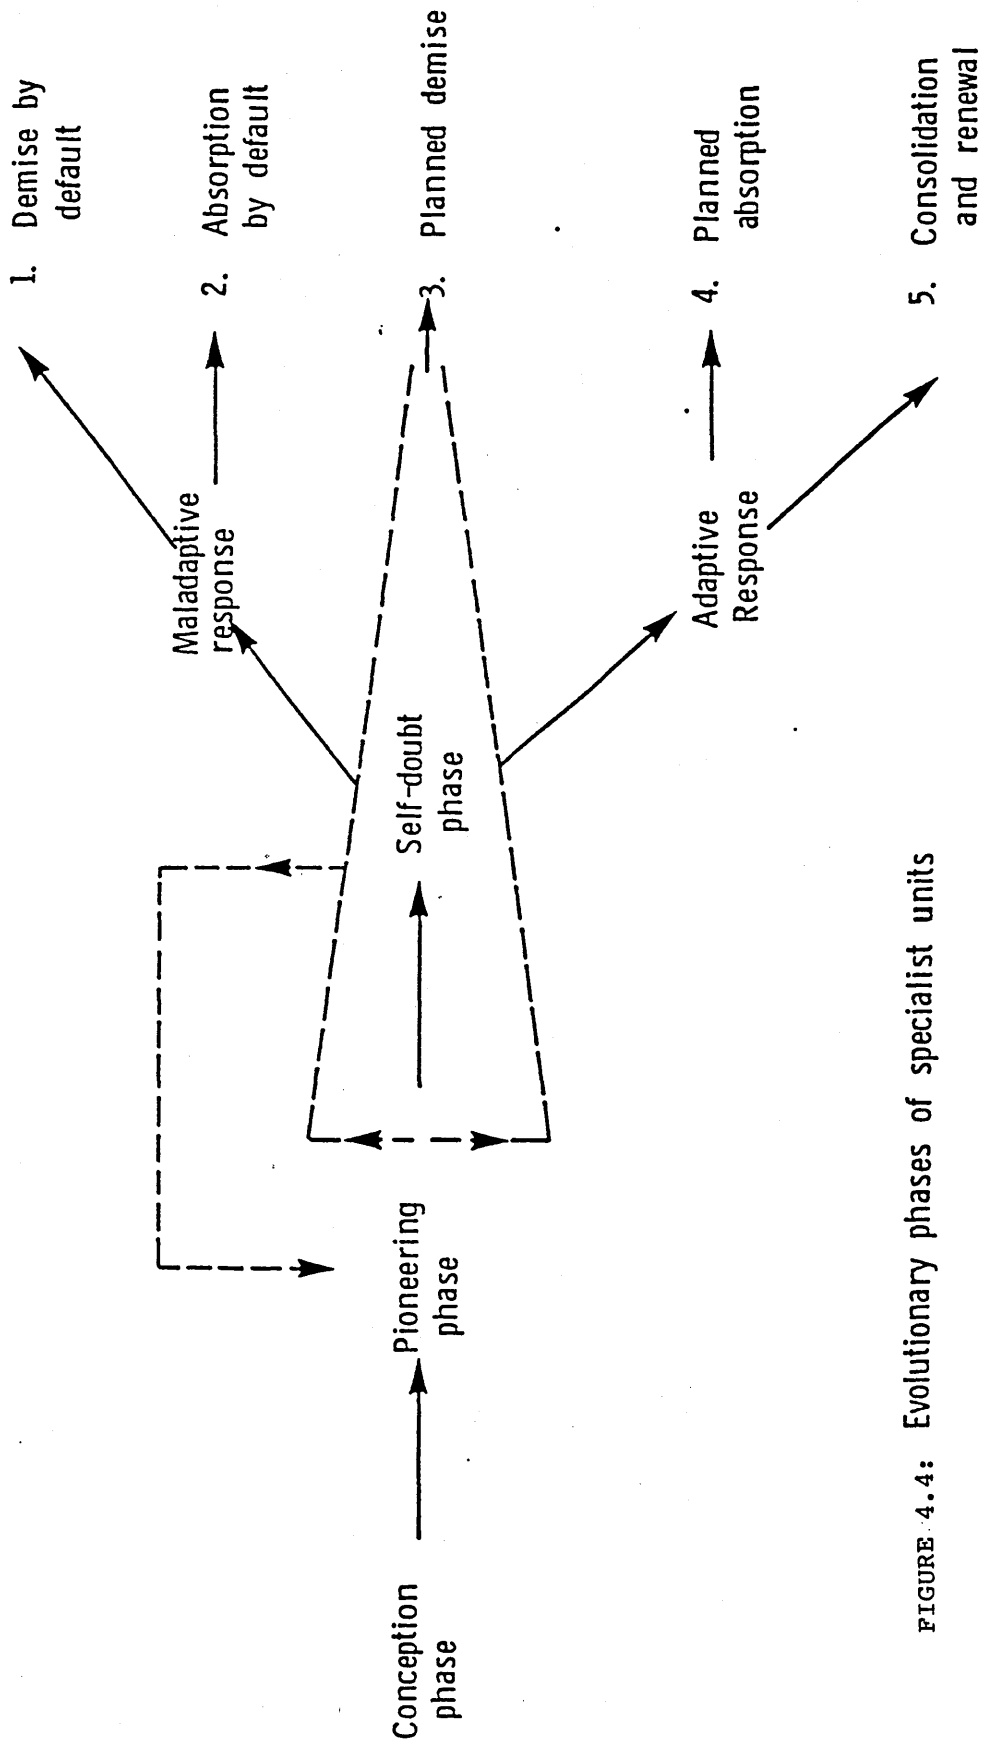 Conception
phase
Pioneering
phase
Self-doubt
phase
Maladaptive
response
Adaptive
Response
1. Demise by
default
2. Absorption
by default
3. Planned demise
4. Planned
absorption
5. Consolidation
and renewal
FIGURE 4.4: Evolutionary phases of specialist units